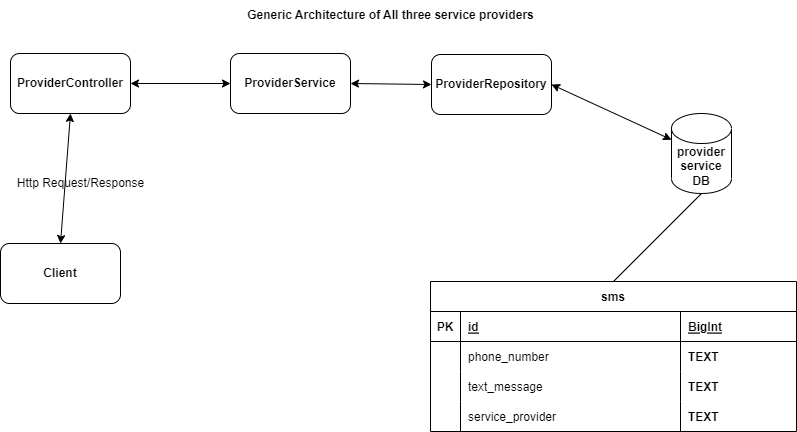 Generic Architecture of All three service providers
ProviderController
ProviderService
ProviderRepository
provider
service
DB
Http Request/Response
Client
sms
PK id BigInt
phone_number TEXT
text_message TEXT
service_provider TEXT